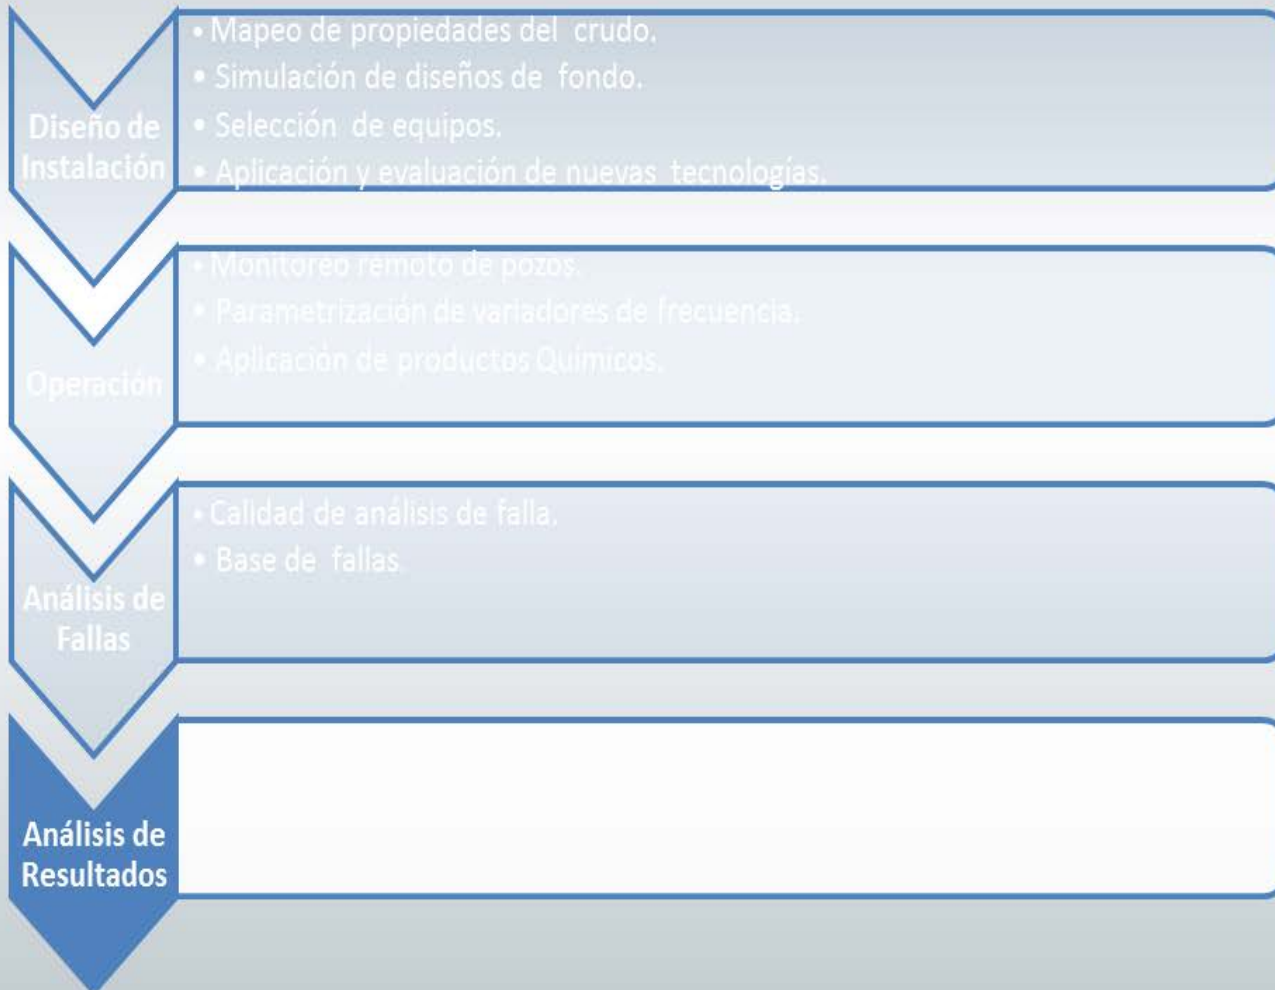 Diseño de
Instalación
• Mapeo de propiedades del crudo.
• Simulación de diseños de fondo.
• Selección de equipos.
• Aplicación y evaluación de nuevas tecnologías.
Operación
• Monitoreo remoto de pozos.
• Parametrización de variadores de frecuencia.
• Aplicación de productos Químicos.
Análisis de
Fallas
• Calidad de análisis de falla.
• Base de fallas.
Análisis de
Resultados